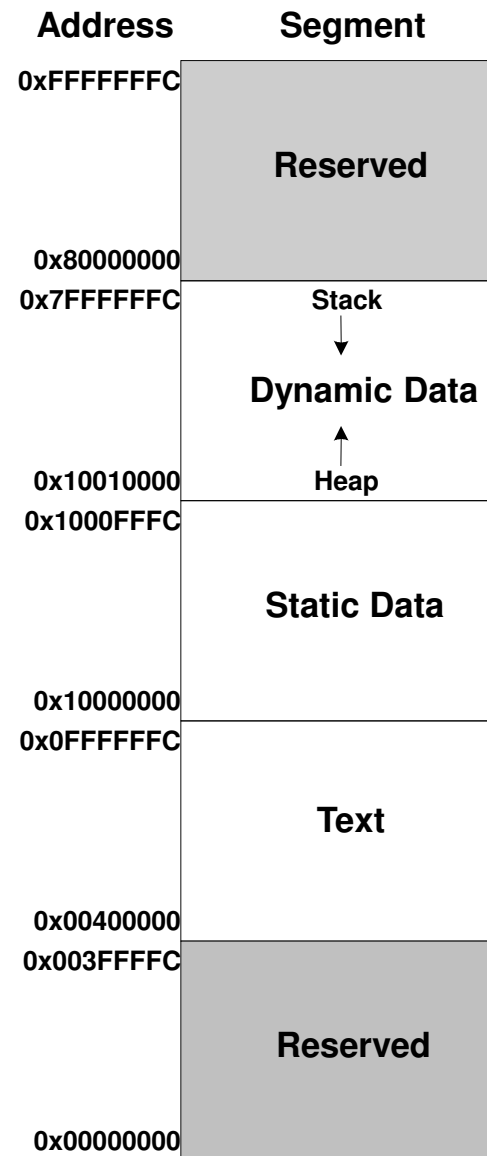 Address Segment
0xFFFFFFFC
Reserved
0x80000000
0x7FFFFFFC Stack
Dynamic Data
0x10010000 Heap
0x1000FFFC
Static Data
0x10000000
0x0FFFFFFC
Text
0x00400000
0x003FFFFC
Reserved
0x00000000